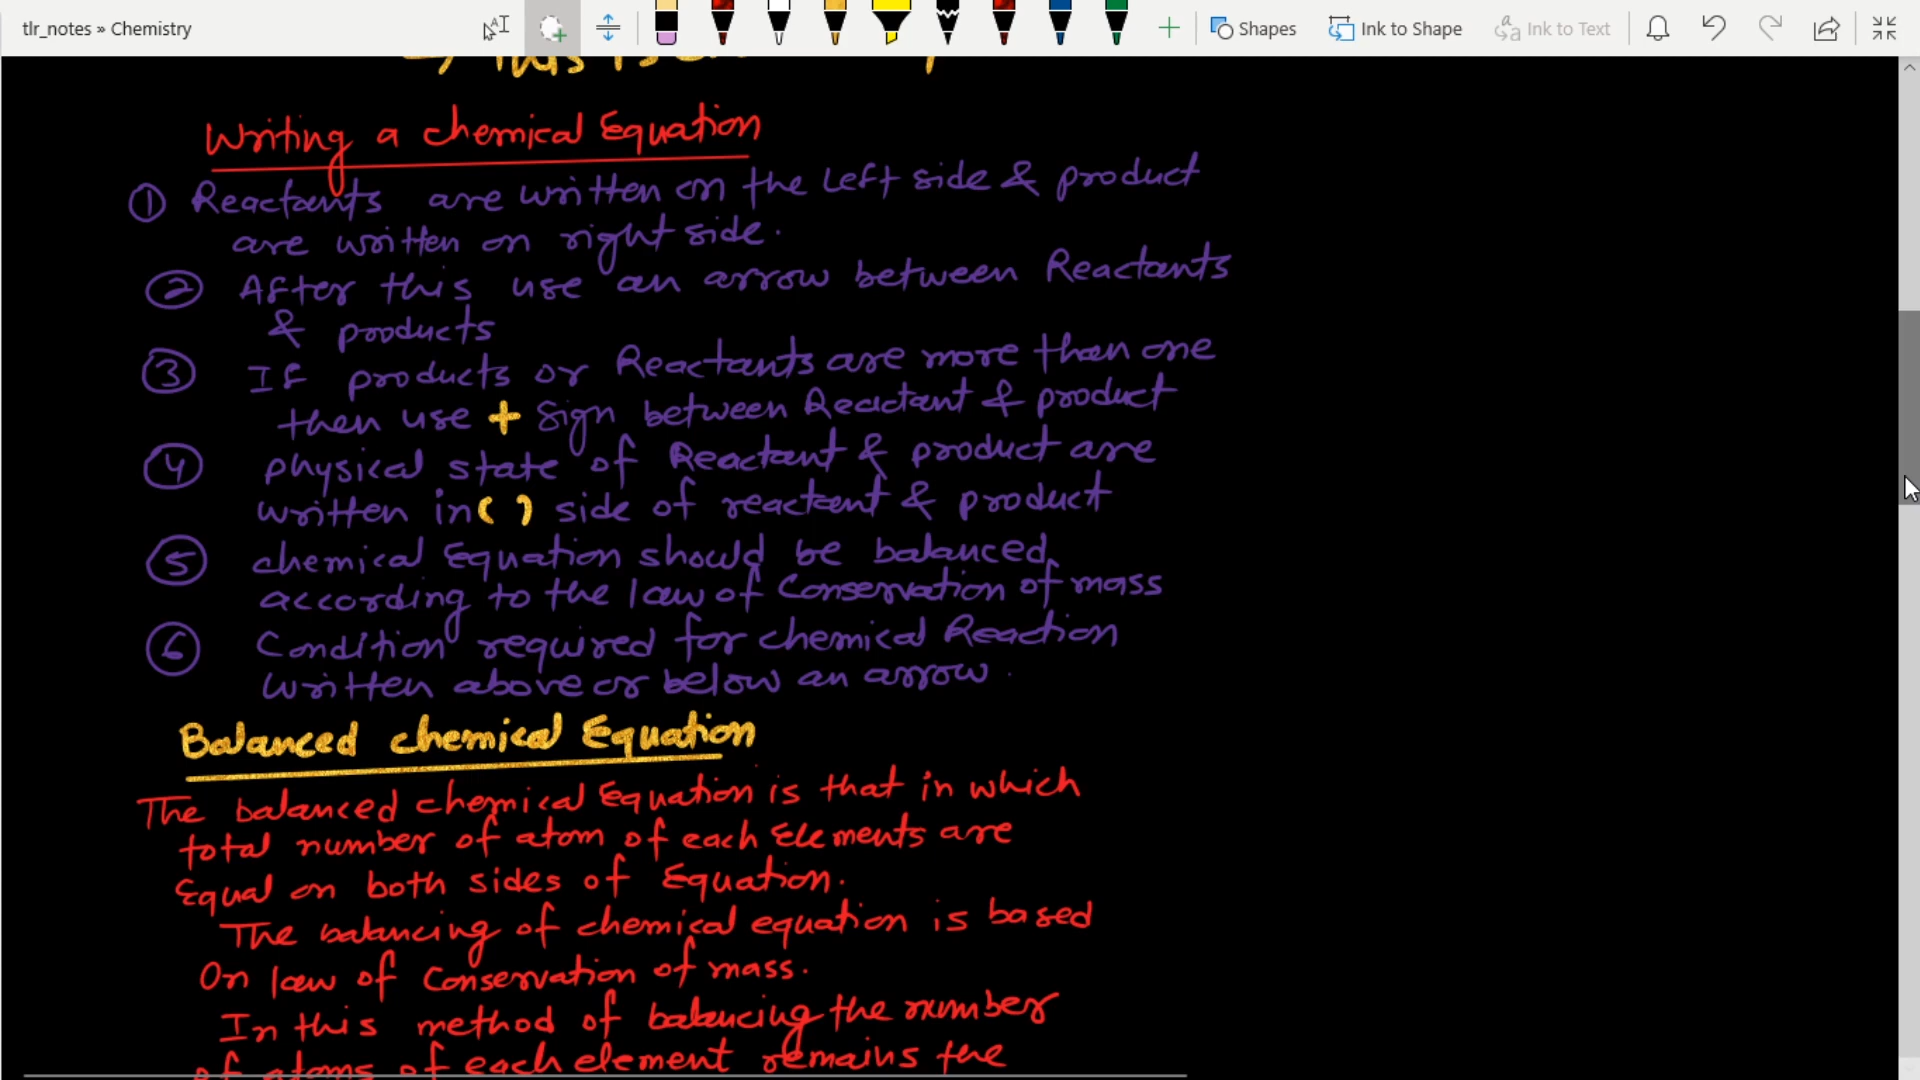 tlr_notes » Chemistry
Shapes
Ink to Shape
Ink to Text
This is
Writing a chemical Equation
① Reactants are written on the Left side & product
are written on right side.
② After this use an arrow between Reactants
& products
③ If products or Reactants are more than one
then use + sign between Reactant & product
④ physical state of Reactant & product are
written in ( ) side of reactant & product
⑤ chemical Equation should be balanced
according to the law of Conservation of mass
⑥ Condition required for chemical Reaction
written above or below an arrow.
Balanced chemical Equation
The balanced chemical Equation is that in which
total number of atom of each Elements are
Equal on both sides of Equation.
The balancing of chemical equation is based
On law of Conservation of mass.
In this method of balancing the number
of atoms of each element remains the